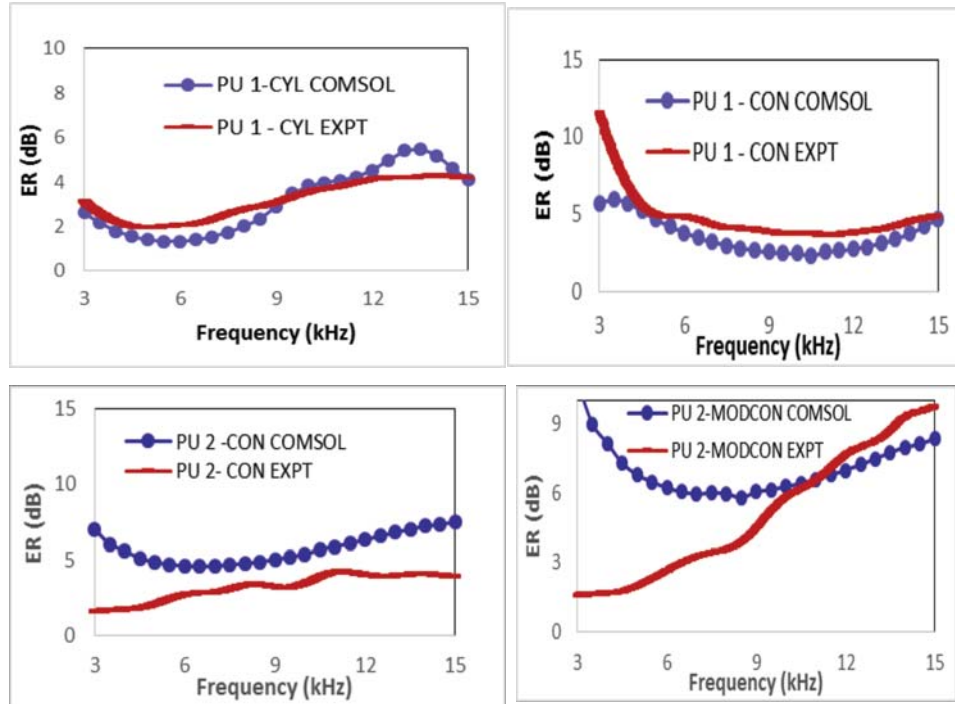 10
8
6
4
2
0
ER (dB)
PU 1-CYL COMSOL
PU 1 - CYL EXPT
3 6 9 12 15
Frequency (kHz)
15
10
5
0
ER (dB)
PU 1 - CON COMSOL
PU 1 - CON EXPT
3 6 9 12 15
Frequency (kHz)
15
10
5
0
ER (dB)
PU 2 -CON COMSOL
PU 2- CON EXPT
3 6 9 12 15
Frequency (kHz)
9
6
3
0
ER (dB)
PU 2-MODCON COMSOL
PU 2-MODCON EXPT
3 6 9 12 15
Frequency (kHz)